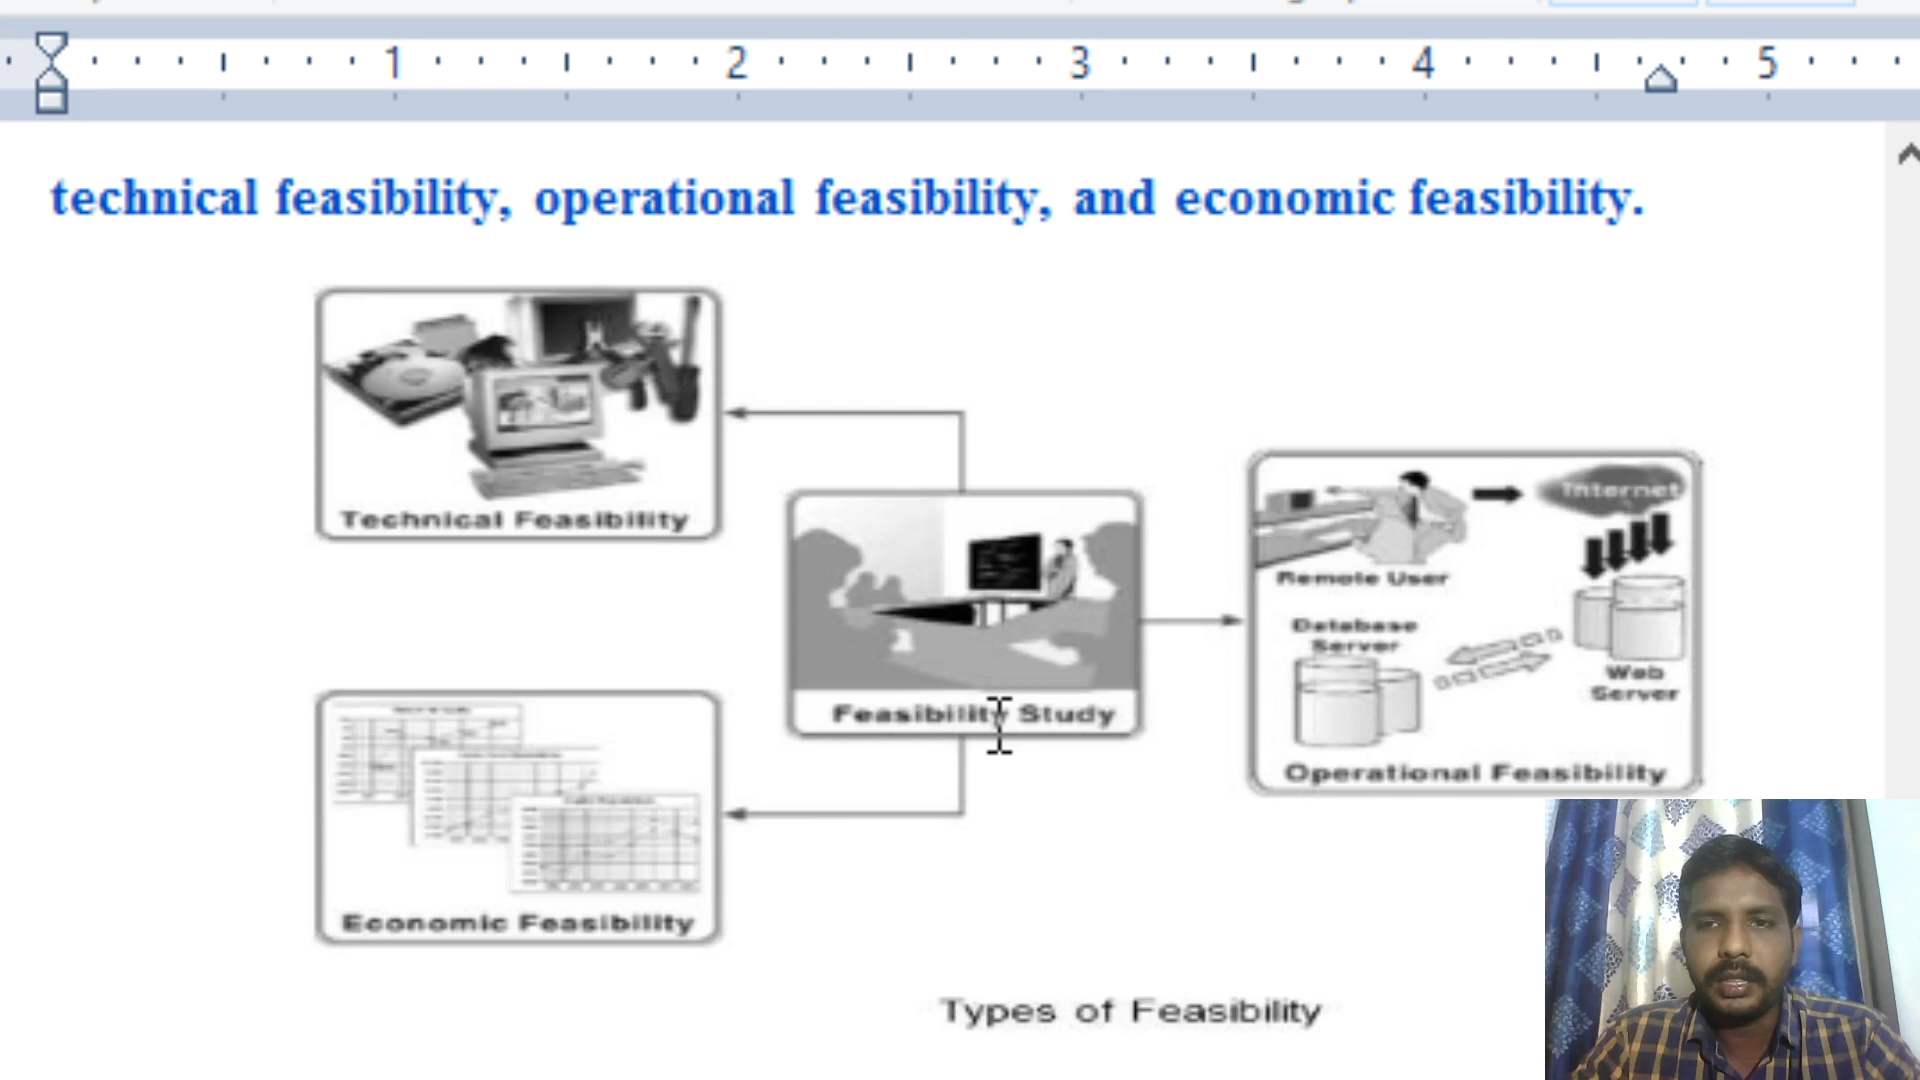 1 2 3 4 5
technical feasibility, operational feasibility, and economic feasibility.
Technical Feasibility
Internet
Remote User
Database
Server
Web
Server
Feasibility Study
Operational Feasibility
Economic Feasibility
Types of Feasibility